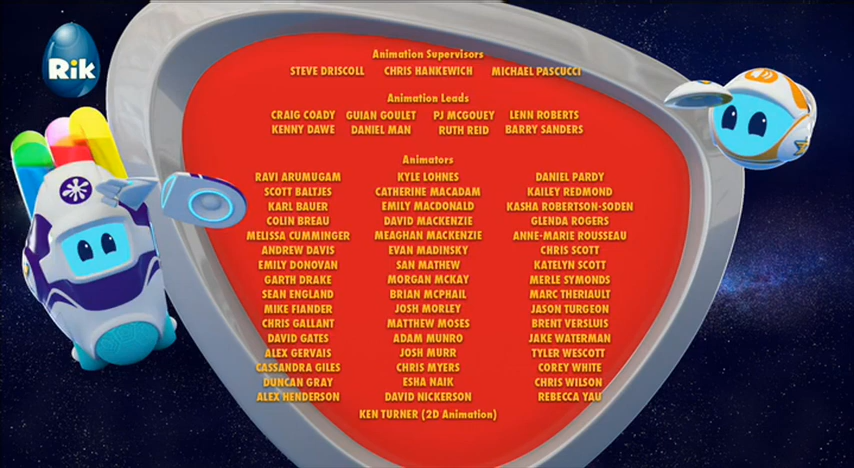 Rik
Animation Supervisors
STEVE DRISCOLL CHRIS HANKEWICH MICHAEL PASCUCCI
Animation Leads
CRAIG COADY GUIAN GOULET PJ MCGOUEY LENN ROBERTS
KENNY DAWE DANIEL MAN RUTH REID BARRY SANDERS
Animators
RAVI ARUMUGAM KYLE LOHNES DANIEL PARDY
SCOTT BALTJES CATHERINE MACADAM KAILEY REDMOND
KARL BAUER EMILY MACDONALD KASHA ROBERTSON-SODEN
COLIN BREAU DAVID MACKENZIE GLENDA ROGERS
MELISSA CUMMINGER MEAGHAN MACKENZIE ANNE-MARIE ROUSSEAU
ANDREW DAVIS EVAN MADINSKY CHRIS SCOTT
EMILY DONOVAN SAN MATHEW KATELYN SCOTT
GARTH DRAKE MORGAN MCKAY MERLE SYMONDS
SEAN ENGLAND BRIAN MCPHAIL MARC THERIAULT
MIKE FIANDER JOSH MORLEY JASON TURGEON
CHRIS GALLANT MATTHEW MOSES BRENT VERSLUIS
DAVID GATES ADAM MUNRO JAKE WATERMAN
ALEX GERVAIS JOSH MURR TYLER WESCOTT
CASSANDRA GILES CHRIS MYERS COREY WHITE
DUNCAN GRAY ESHA NAIK CHRIS WILSON
ALEX HENDERSON DAVID NICKERSON REBECCA YAU
KEN TURNER (2D Animation)